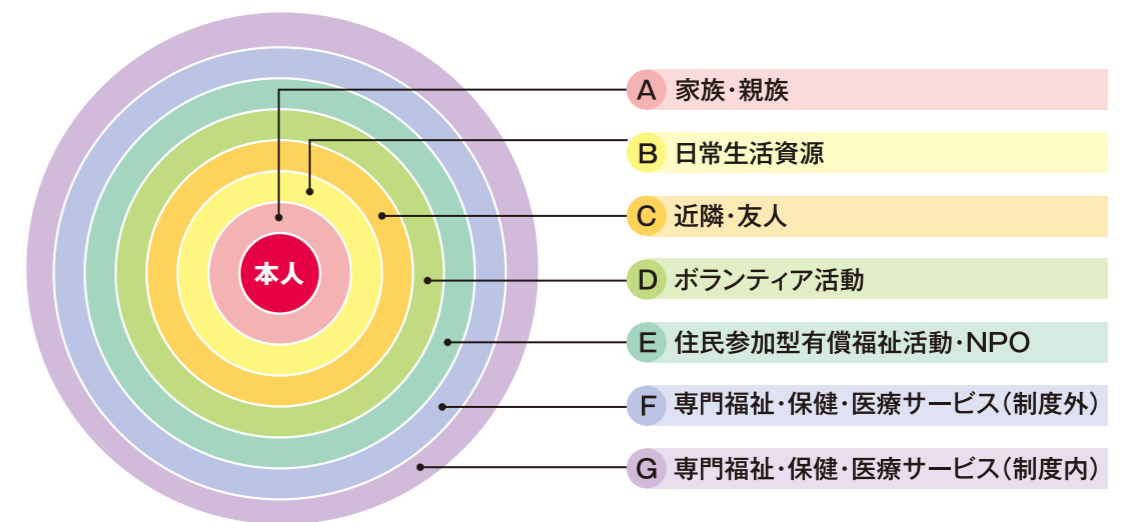 本人
A 家族・親族
B 日常生活資源
C 近隣・友人
D ボランティア活動
E 住民参加型有償福祉活動・NPO
F 専門福祉・保健・医療サービス（制度外）
G 専門福祉・保健・医療サービス（制度内）